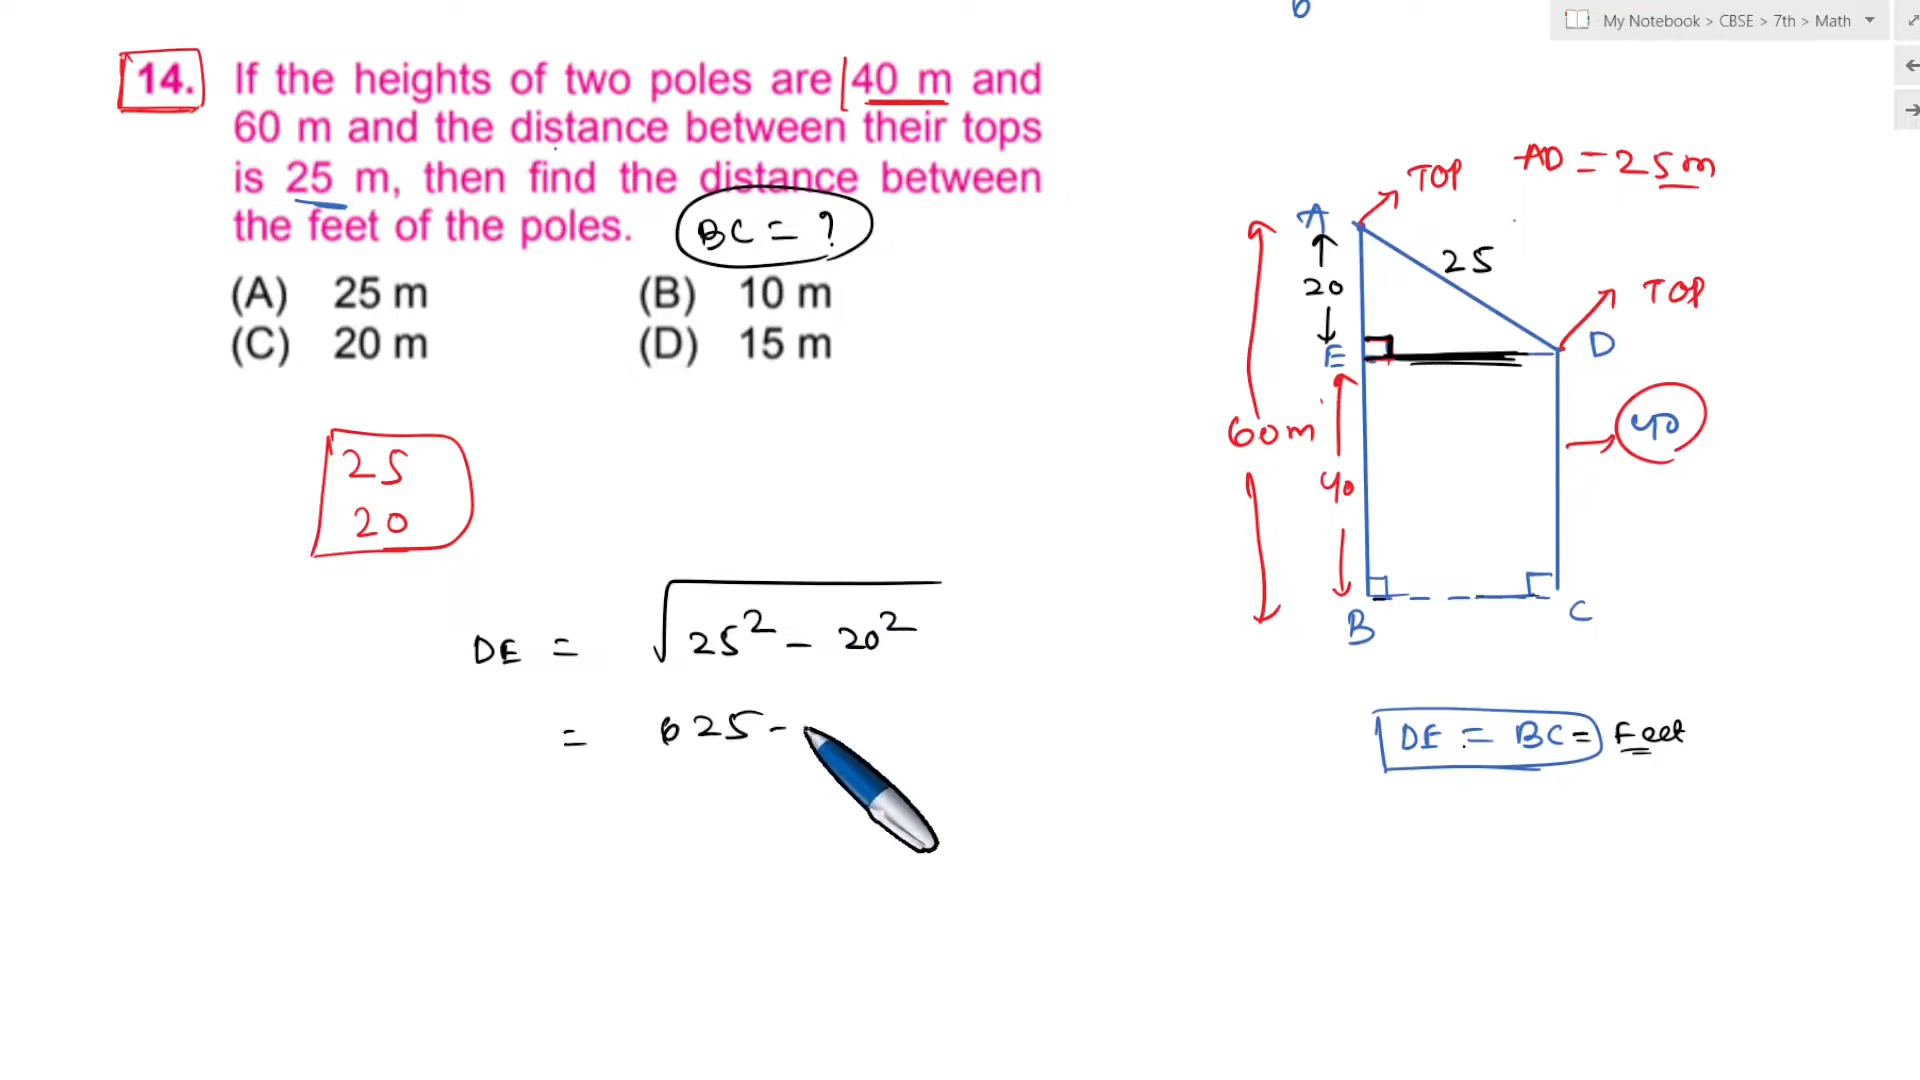 6
My Notebook > CBSE > 7th > Math
14. If the heights of two poles are 40 m and
60 m and the distance between their tops
is 25 m, then find the distance between
the feet of the poles. BC = ?
(A) 25 m (B) 10 m
(C) 20 m (D) 15 m
25
20
DE = √25² - 20²
= 625 -
AD = 25 m
TOP
A
25
20
TOP
E
D
60m
40
40
B
C
DE = BC = Feet